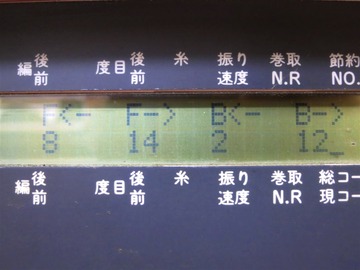 後 後 糸 振り 巻取 節約
編 度目
前 前 速度 N.R NO.
F<- F-> B<- B->
8 14 2 12_
後 後 糸 振り 巻取 総コー
編 度目
前 前 速度 N.R 現コー